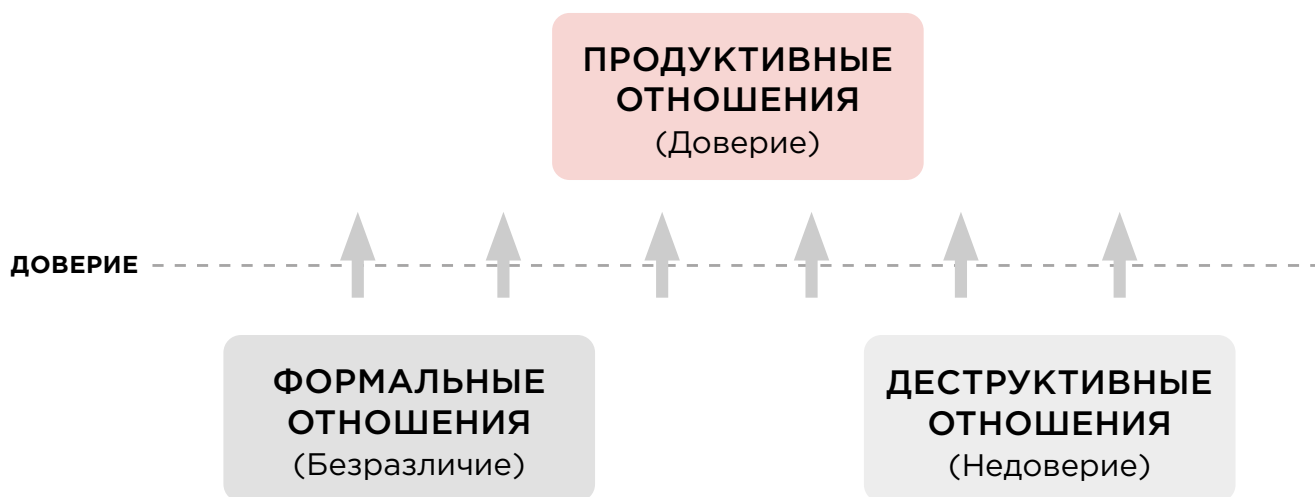 ПРОДУКТИВНЫЕ
ОТНОШЕНИЯ
(Доверие)
ДОВЕРИЕ
ФОРМАЛЬНЫЕ
ОТНОШЕНИЯ
(Безразличие)
ДЕСТРУКТИВНЫЕ
ОТНОШЕНИЯ
(Недоверие)